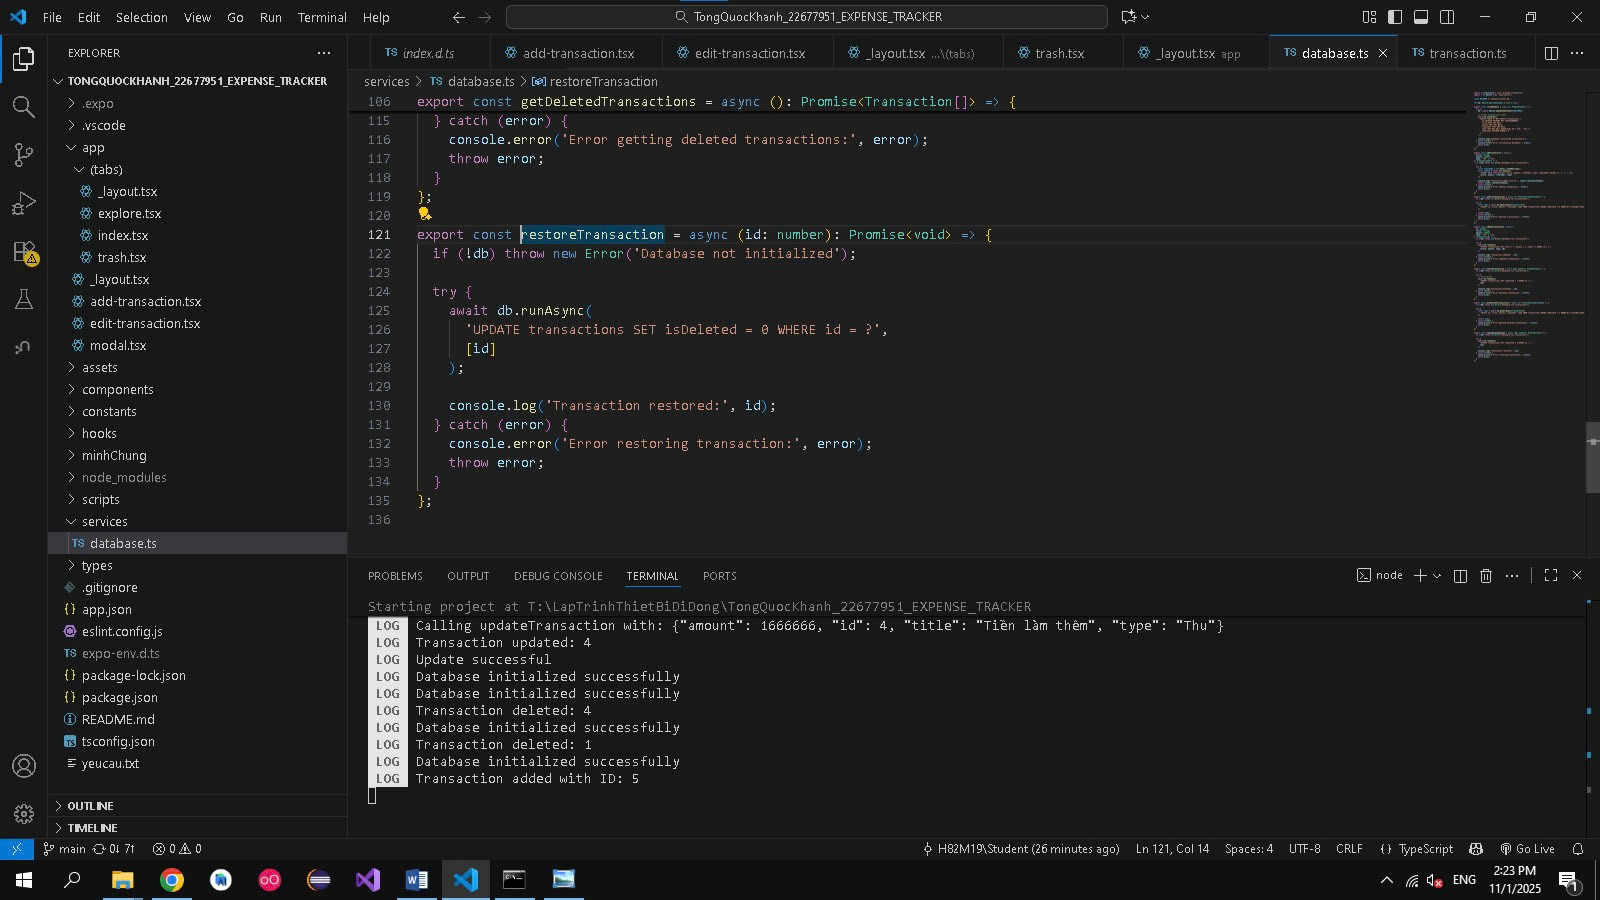 File Edit Selection View Go Run Terminal Help
TongQuocKhanh_22677951_EXPENSE_TRACKER
EXPLORER
TONGQUOCKHANH_22677951_EXPENSE_TRACKER
.expo
.vscode
app
(tabs)
_layout.tsx
explore.tsx
index.tsx
trash.tsx
_layout.tsx
add-transaction.tsx
edit-transaction.tsx
modal.tsx
assets
components
constants
hooks
minhChung
node_modules
scripts
services
TS database.ts
types
.gitignore
{} app.json
eslint.config.js
TS expo-env.d.ts
{} package-lock.json
{} package.json
README.md
tsconfig.json
yeucau.txt
OUTLINE
TIMELINE
TS index.d.ts add-transaction.tsx edit-transaction.tsx _layout.tsx ...\(tabs) trash.tsx _layout.tsx app TS database.ts TS transaction.ts
services > TS database.ts > restoreTransaction
106 export const getDeletedTransactions = async (): Promise<Transaction[]> => {
115 } catch (error) {
116 console.error('Error getting deleted transactions:', error);
117 throw error;
118 }
119 };
120
121 export const restoreTransaction = async (id: number): Promise<void> => {
122 if (!db) throw new Error('Database not initialized');
123
124 try {
125 await db.runAsync(
126 'UPDATE transactions SET isDeleted = 0 WHERE id = ?',
127 [id]
128 );
129
130 console.log('Transaction restored:', id);
131 } catch (error) {
132 console.error('Error restoring transaction:', error);
133 throw error;
134 }
135 };
136
PROBLEMS OUTPUT DEBUG CONSOLE TERMINAL PORTS
node
Starting project at T:\LapTrinhThietBiDiDong\TongQuocKhanh_22677951_EXPENSE_TRACKER
LOG Calling updateTransaction with: {"amount": 1666666, "id": 4, "title": "Tiền làm thêm", "type": "Thu"}
LOG Transaction updated: 4
LOG Update successful
LOG Database initialized successfully
LOG Database initialized successfully
LOG Transaction deleted: 4
LOG Database initialized successfully
LOG Transaction deleted: 1
LOG Database initialized successfully
LOG Transaction added with ID: 5
main 0↓ 7↑ 0 0
H82M19\Student (26 minutes ago) Ln 121, Col 14 Spaces: 4 UTF-8 CRLF {} TypeScript Go Live
ENG
2:23 PM
11/1/2025
1